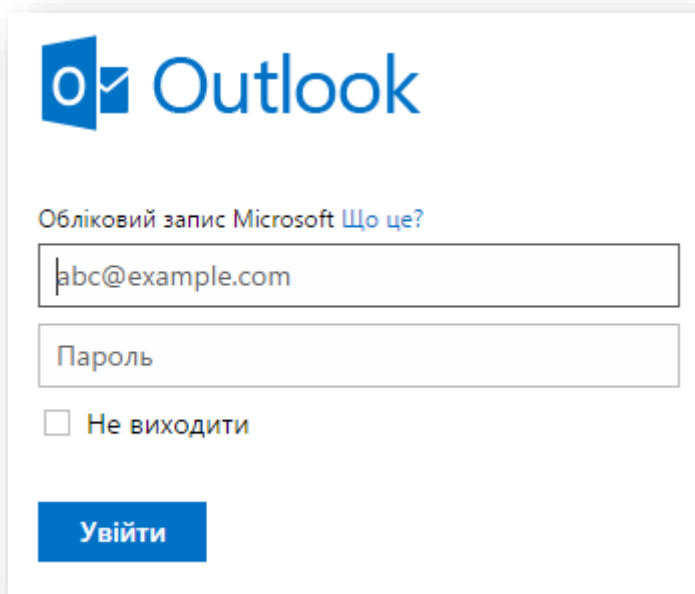 Outlook
Обліковий запис Microsoft Що це?
abc@example.com
Пароль
Не виходити
Увійти